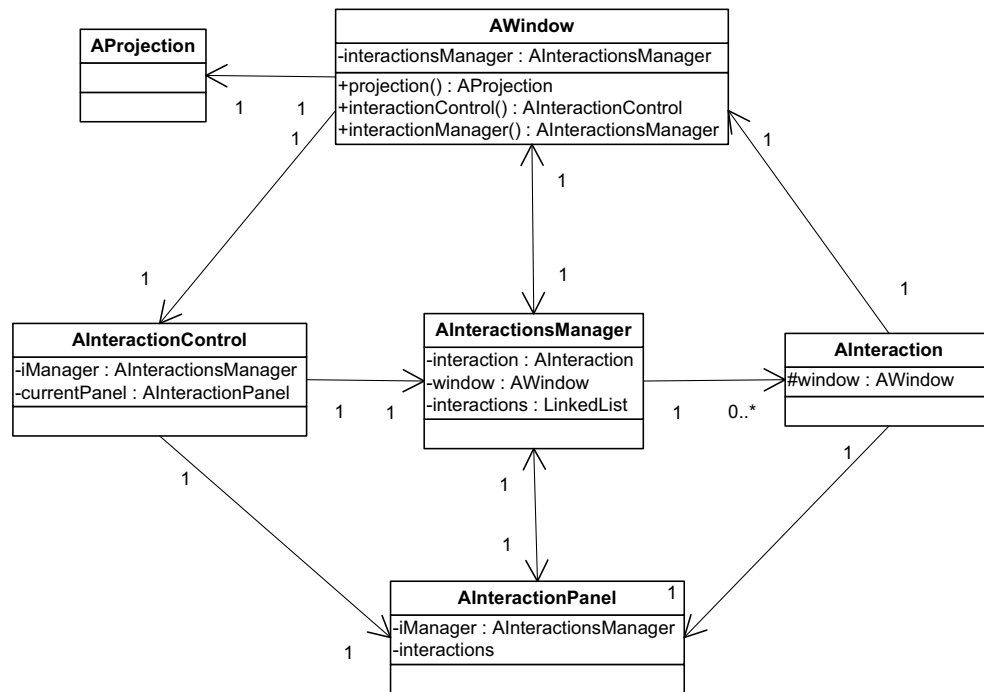 AWindow
-interactionsManager : AInteractionsManager
+projection() : AProjection
+interactionControl() : AInteractionControl
+interactionManager() : AInteractionsManager
AProjection
1
1
1
1
1
1
1
1
1
AInteractionControl
-iManager : AInteractionsManager
-currentPanel : AInteractionPanel
AInteractionsManager
-interaction : AInteraction
-window : AWindow
-interactions : LinkedList
AInteraction
#window : AWindow
1
1
1
0..*
1
1
1
1
1
1
AInteractionPanel
-iManager : AInteractionsManager
-interactions